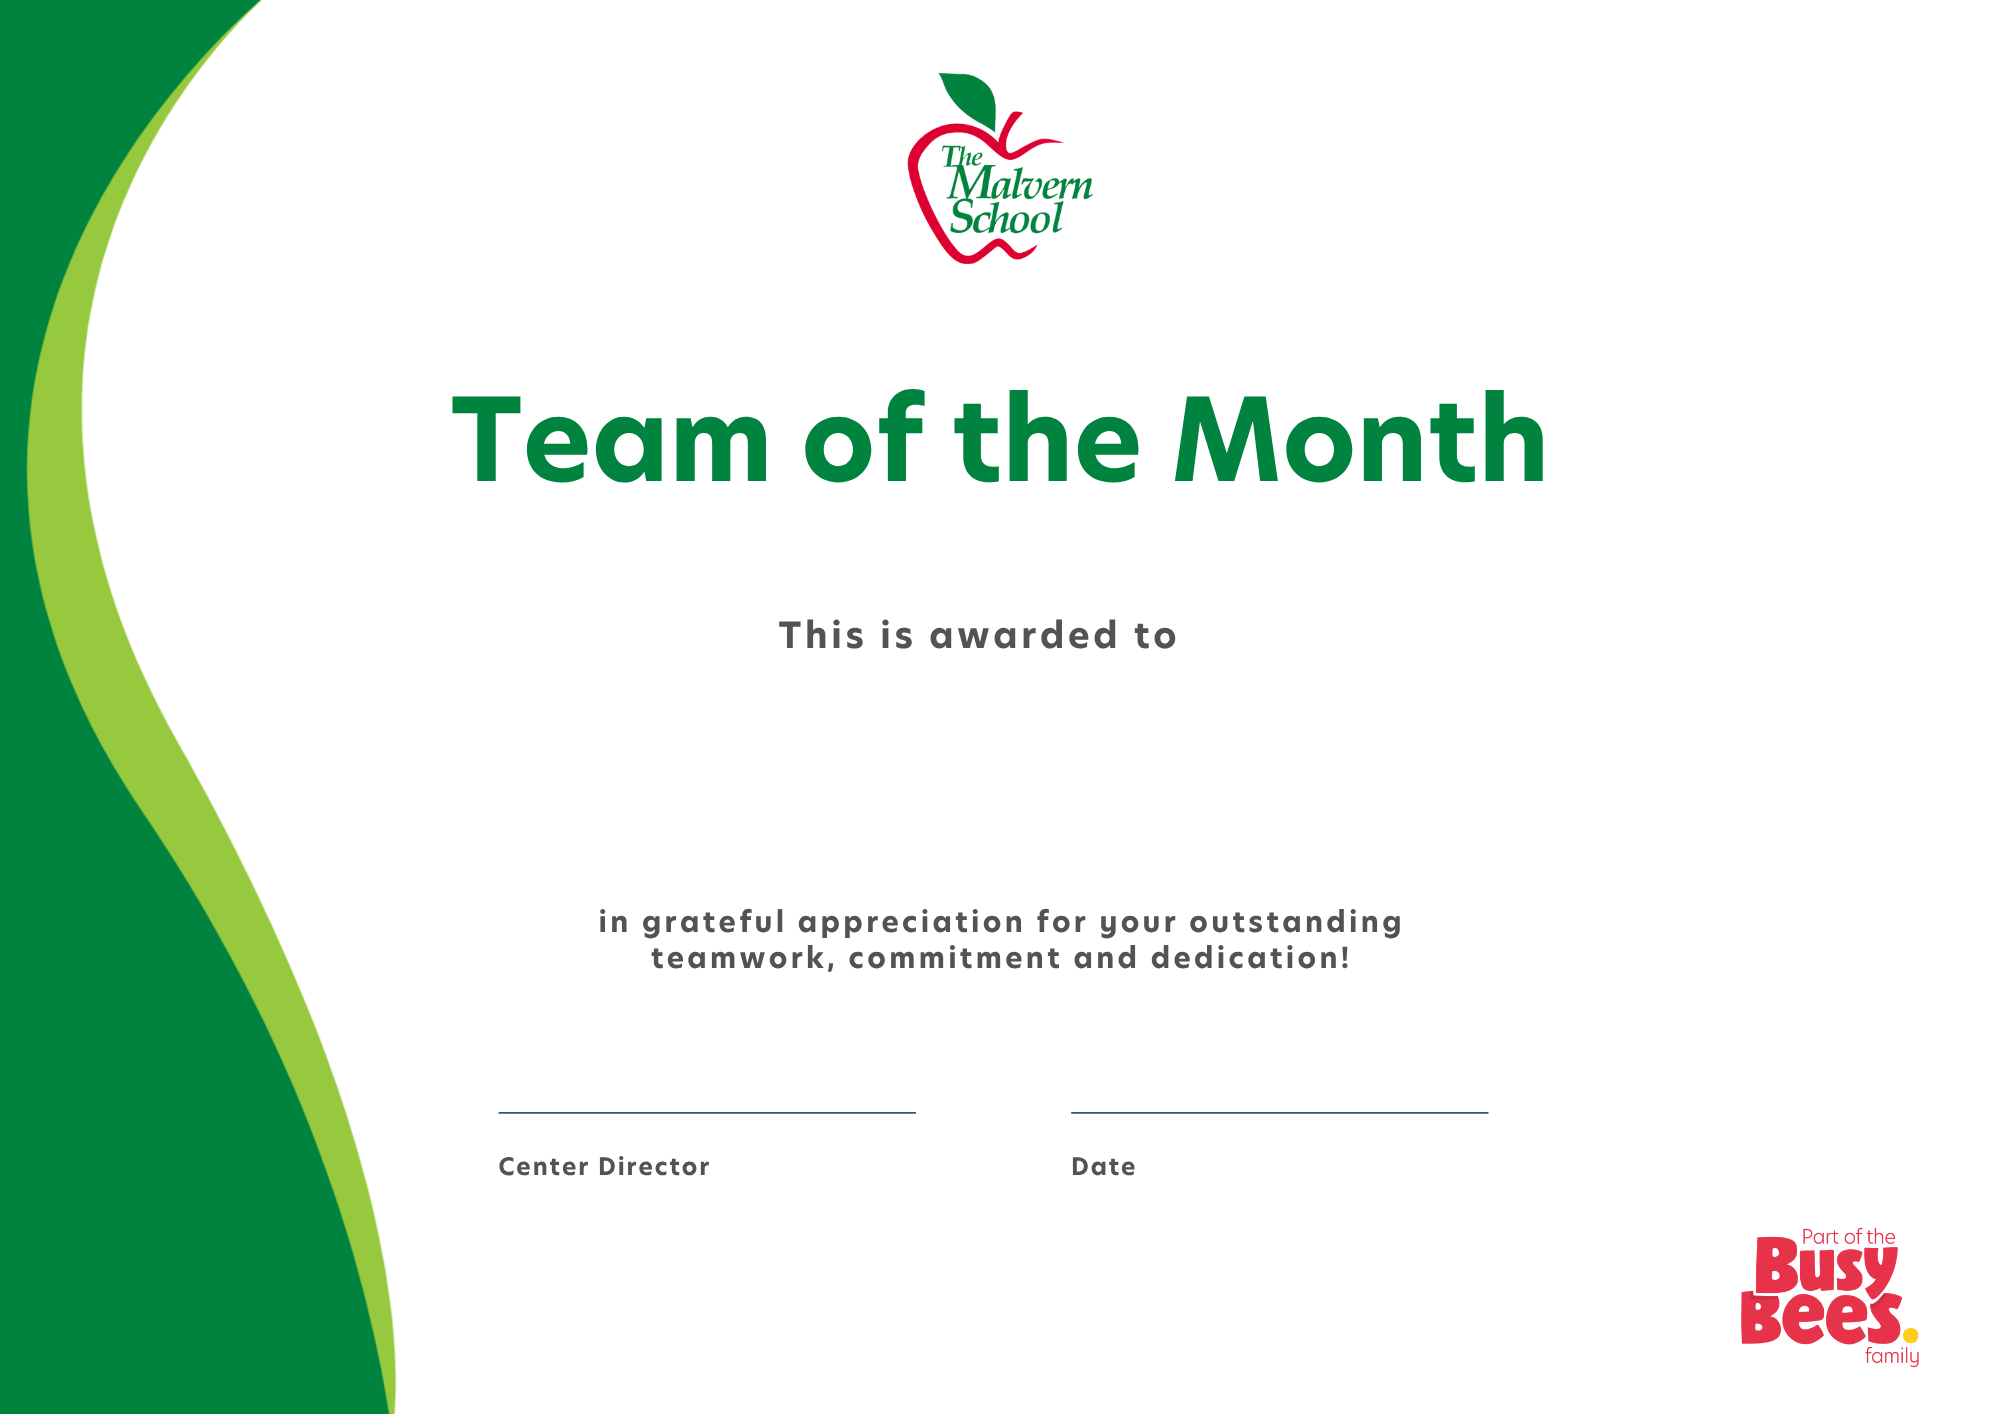 The
Malvern
School
Team of the Month
This is awarded to
in grateful appreciation for your outstanding
teamwork, commitment and dedication!
Center Director
Date
Part of the
Busy
Bees.
family